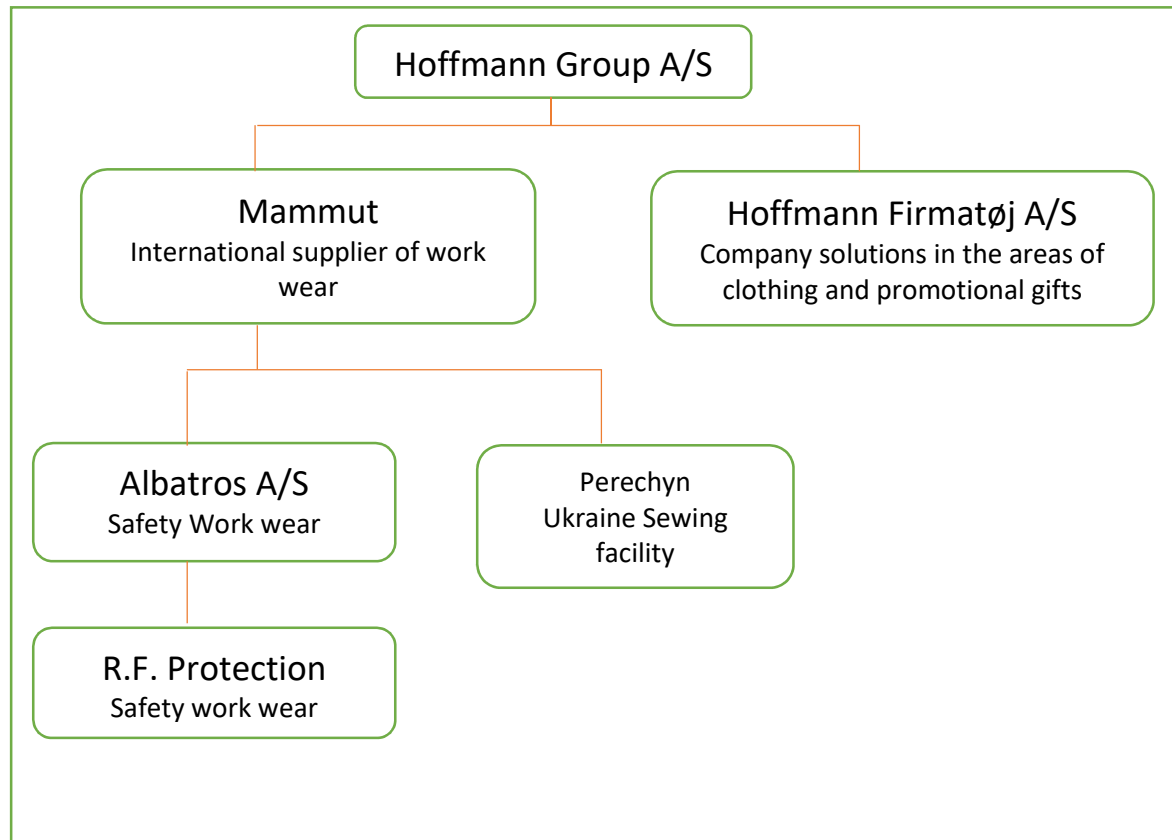 Hoffmann Group A/S
Mammut
International supplier of work
wear
Hoffmann Firmatøj A/S
Company solutions in the areas of
clothing and promotional gifts
Albatros A/S
Safety Work wear
Perechyn
Ukraine Sewing
facility
R.F. Protection
Safety work wear